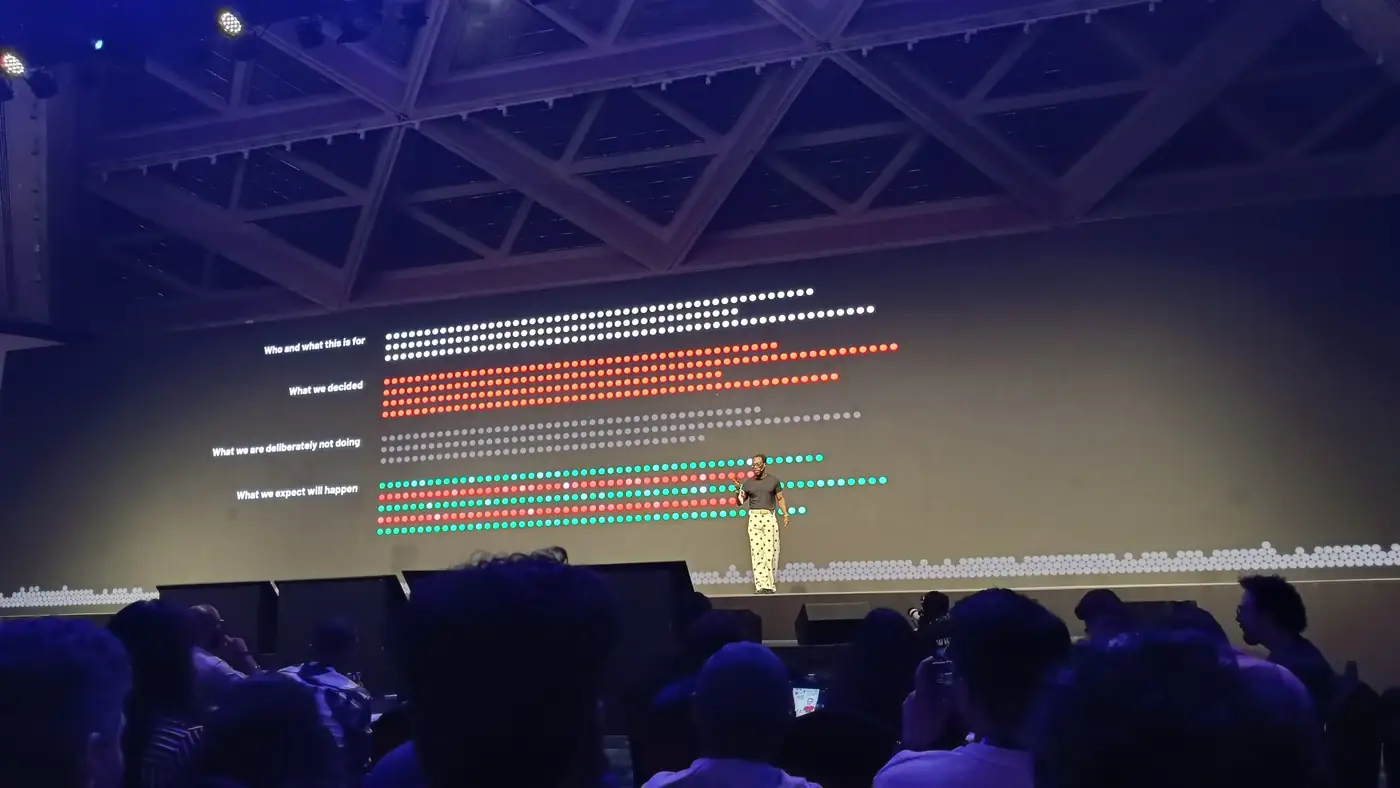 Who and what this is for
What we decided
What we are deliberately not doing
What we expect will happen